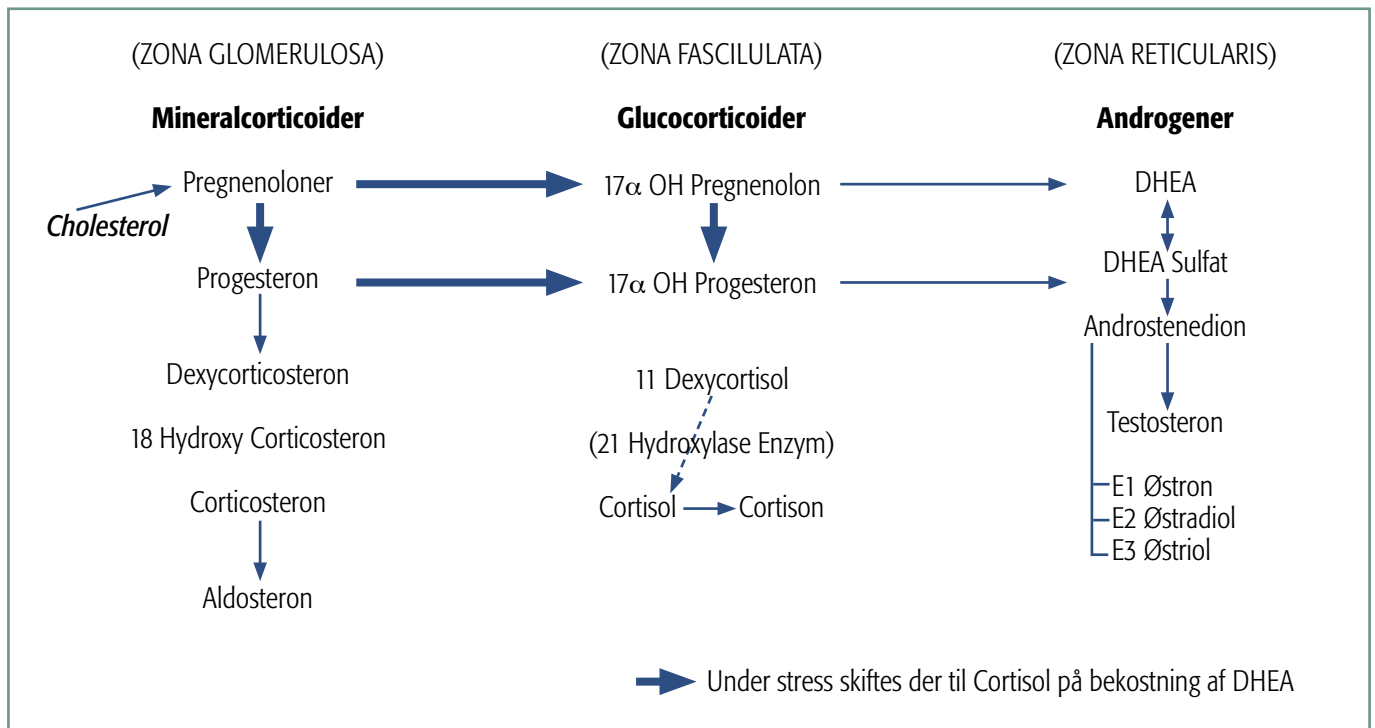 (ZONA GLOMERULOSA)
Mineralcorticoider
Pregnenoloner
Cholesterol
Progesteron
Dexycorticosteron
18 Hydroxy Corticosteron
Corticosteron
Aldosteron
(ZONA FASCILULATA)
Glucocorticoider
17α OH Pregnenolon
17α OH Progesteron
11 Dexycortisol
(21 Hydroxylase Enzym)
Cortisol
Cortison
(ZONA RETICULARIS)
Androgener
DHEA
DHEA Sulfat
Androstenedion
Testosteron
E1 Østron
E2 Østradiol
E3 Østriol
Under stress skiftes der til Cortisol på bekostning af DHEA